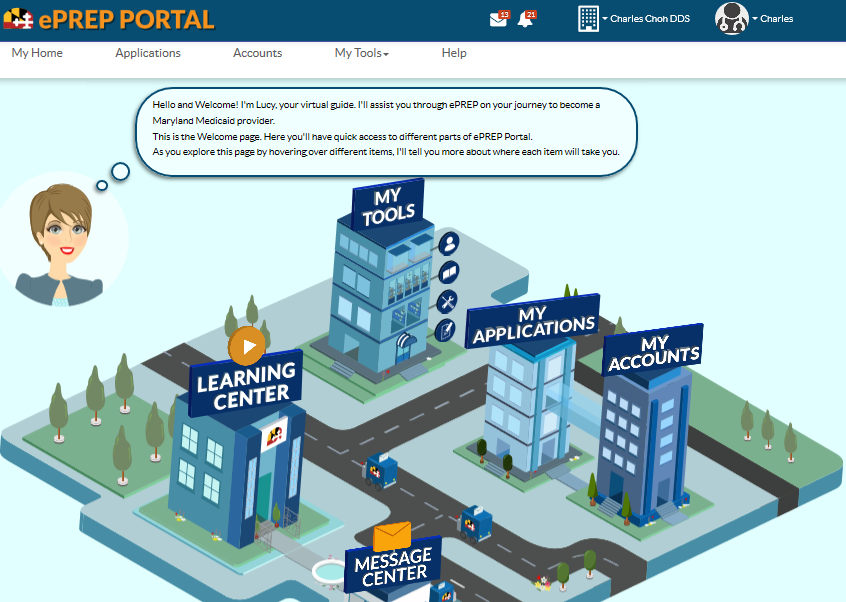 ePREP PORTAL
13
21
Charles Choh DDS
Charles
My Home
Applications
Accounts
My Tools
Help
Hello and Welcome! I'm Lucy, your virtual guide. I'll assist you through ePREP on your journey to become a
Maryland Medicaid provider.
This is the Welcome page. Here you'll have quick access to different parts of ePREP Portal.
As you explore this page by hovering over different items, I'll tell you more about where each item will take you.
MY
TOOLS
MY
APPLICATIONS
MY
ACCOUNTS
LEARNING
CENTER
MESSAGE
CENTER